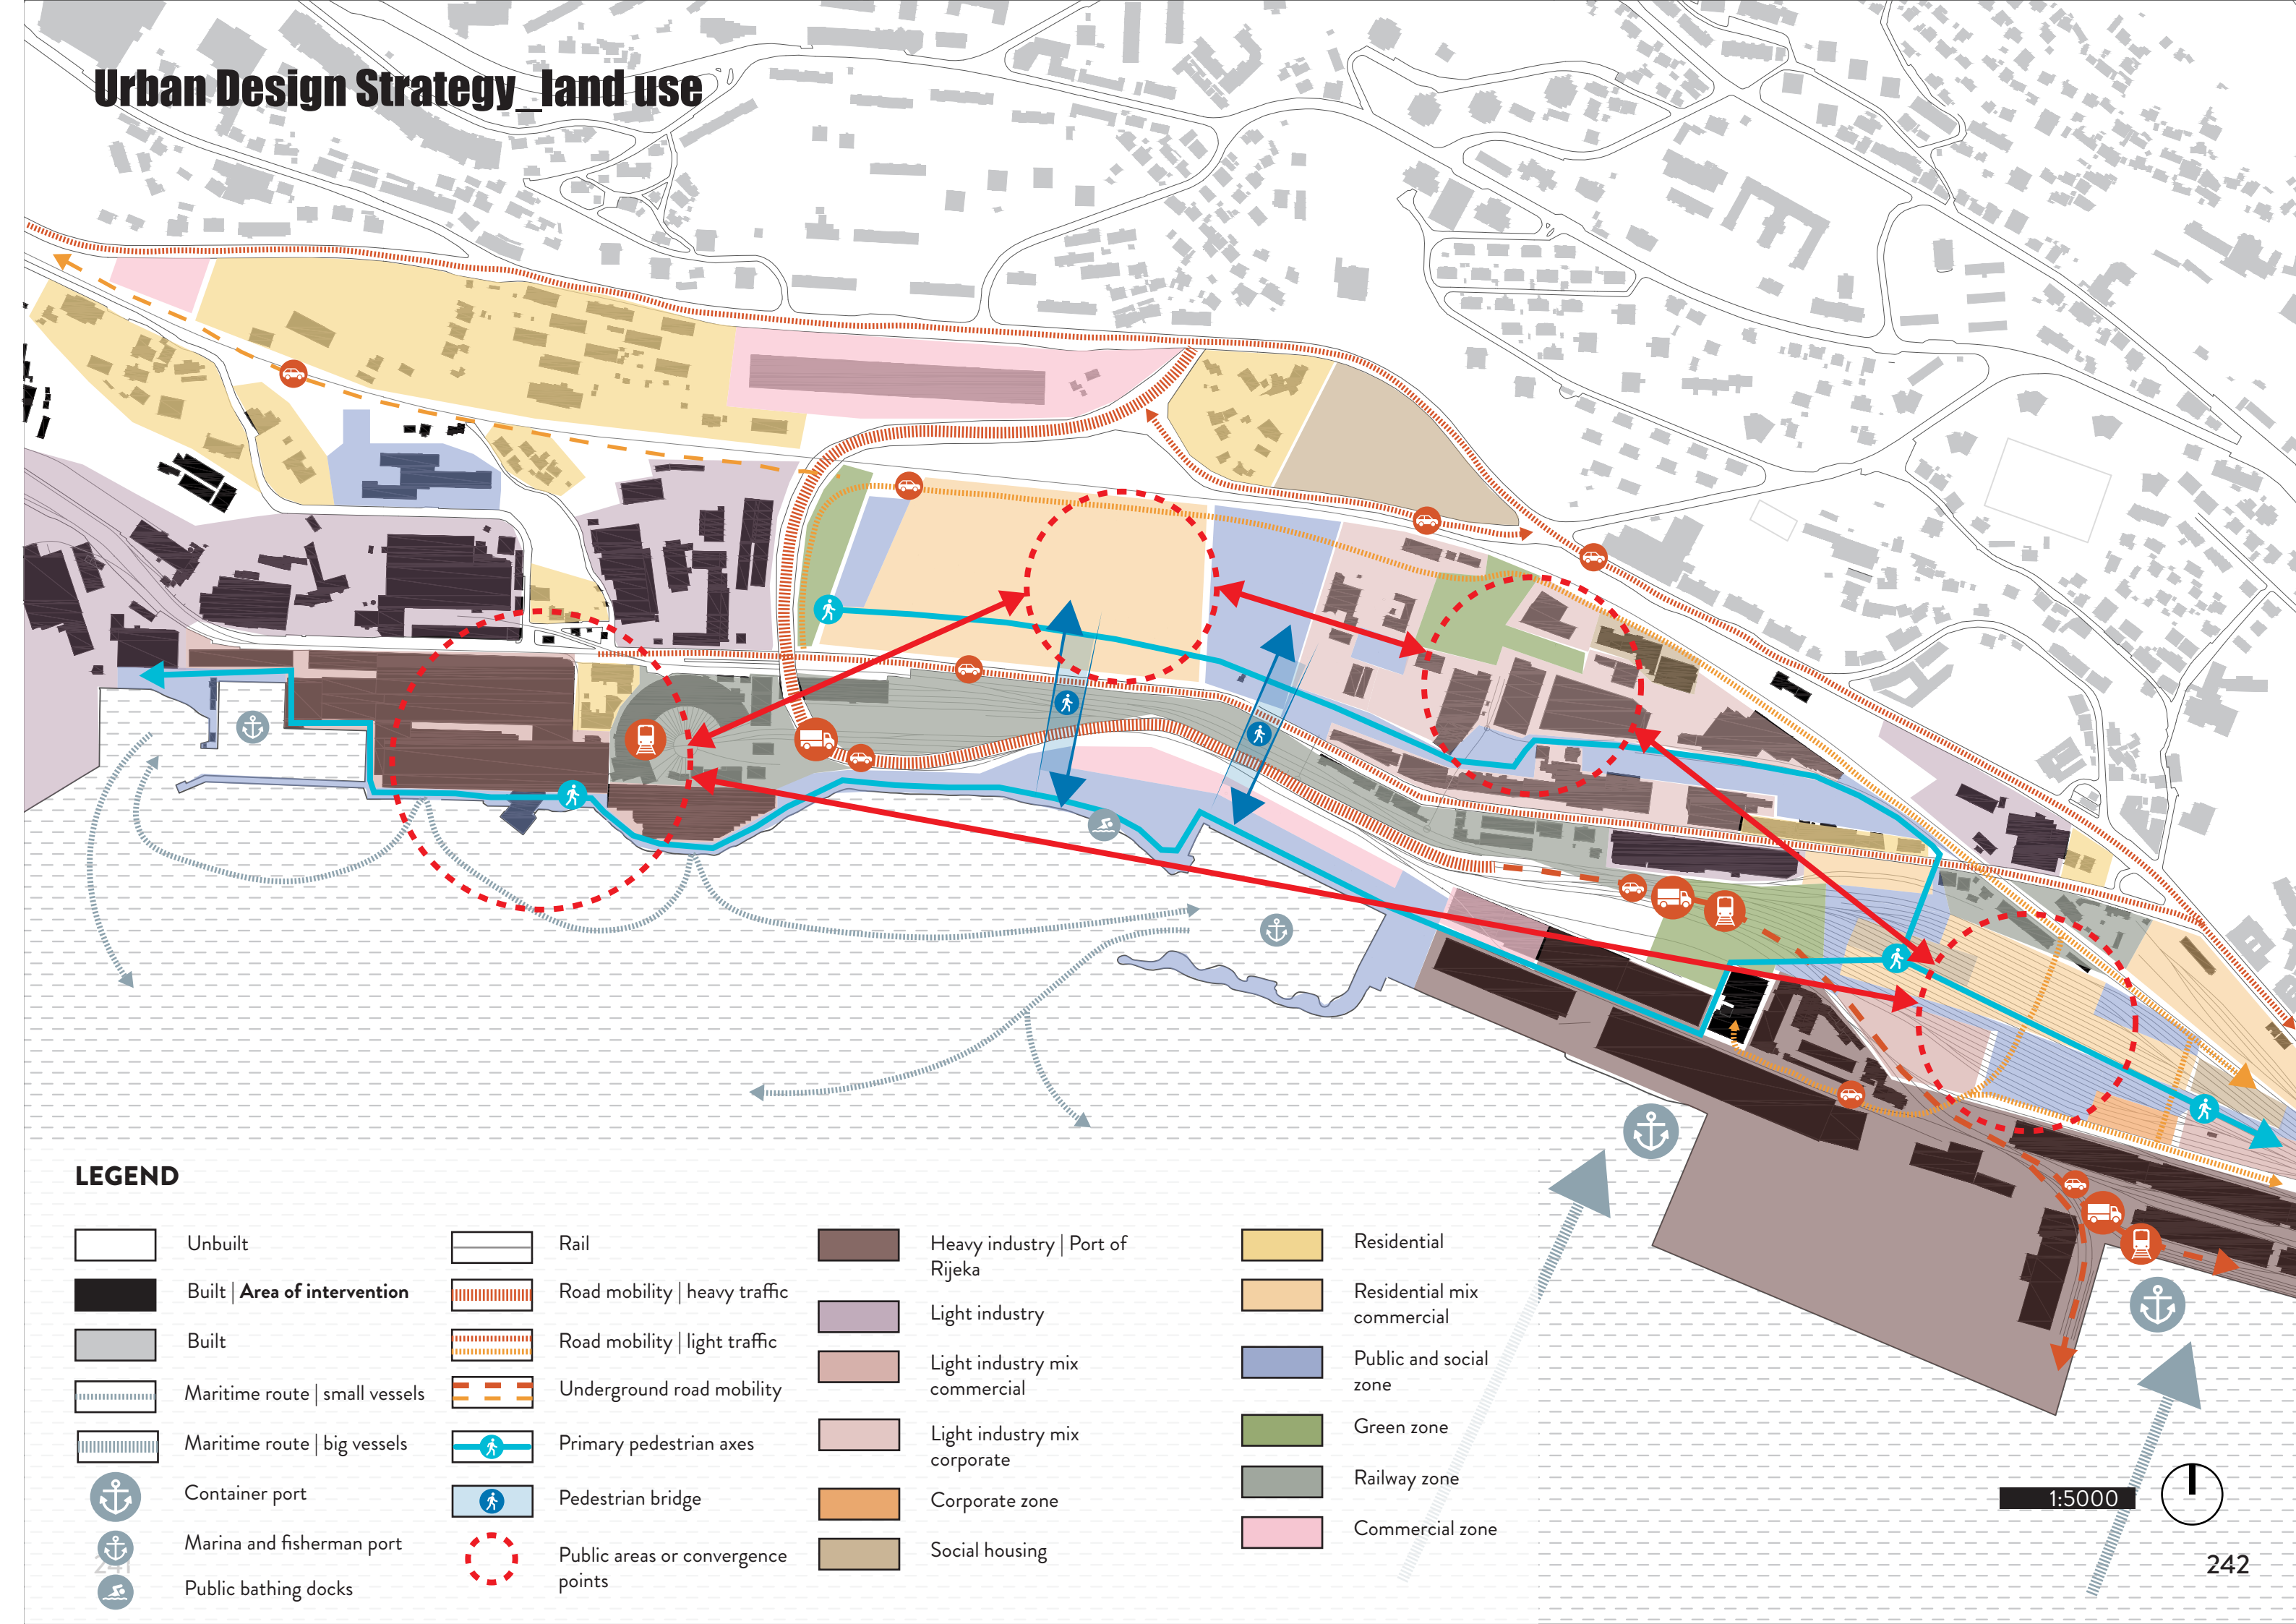 Urban Design Strategy_land use
LEGEND
Unbuilt
Built | Area of intervention
Built
Maritime route | small vessels
Maritime route | big vessels
Container port
Marina and fisherman port
241
Public bathing docks
Rail
Road mobility | heavy traffic
Road mobility | light traffic
Underground road mobility
Primary pedestrian axes
Pedestrian bridge
Public areas or convergence
points
Heavy industry | Port of
Rijeka
Light industry
Light industry mix
commercial
Light industry mix
corporate
Corporate zone
Social housing
Residential
Residential mix
commercial
Public and social
zone
Green zone
Railway zone
Commercial zone
1:5000
242